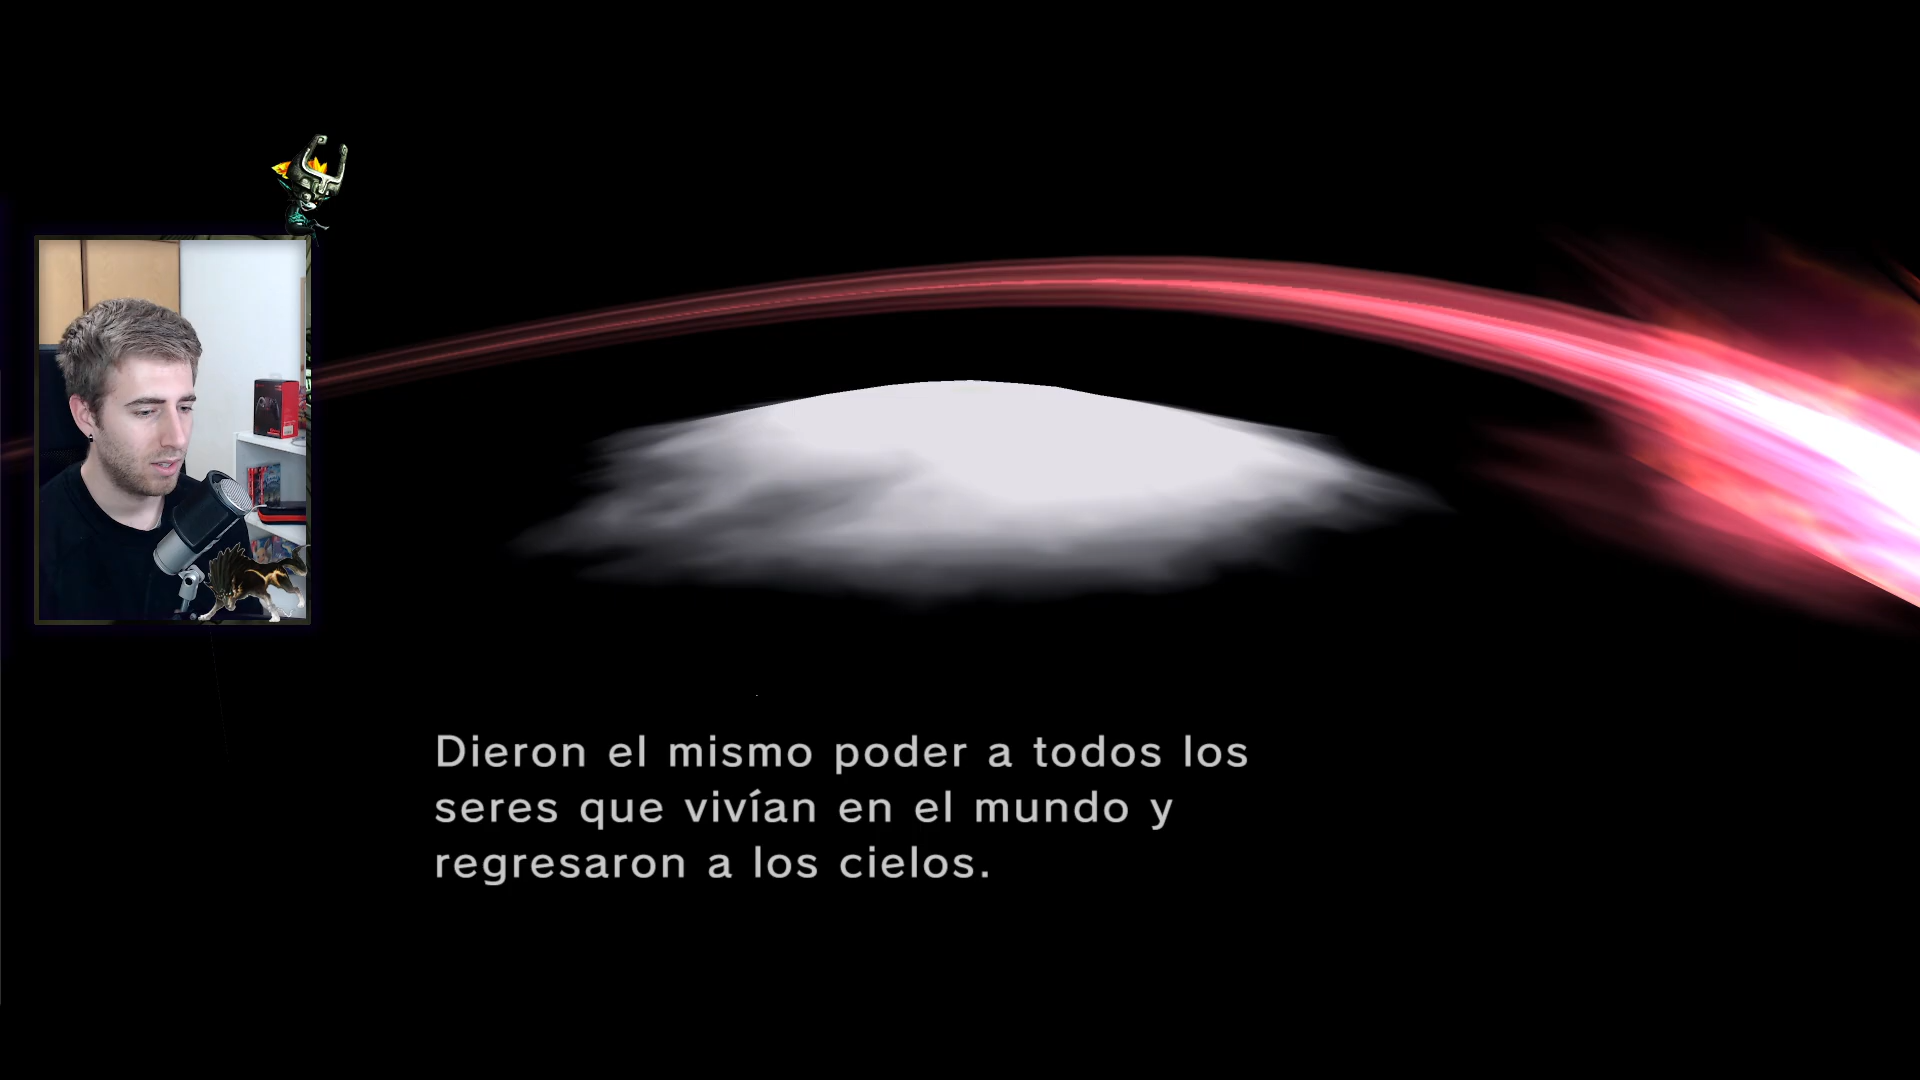 Dieron el mismo poder a todos los
seres que vivían en el mundo y
regresaron a los cielos.